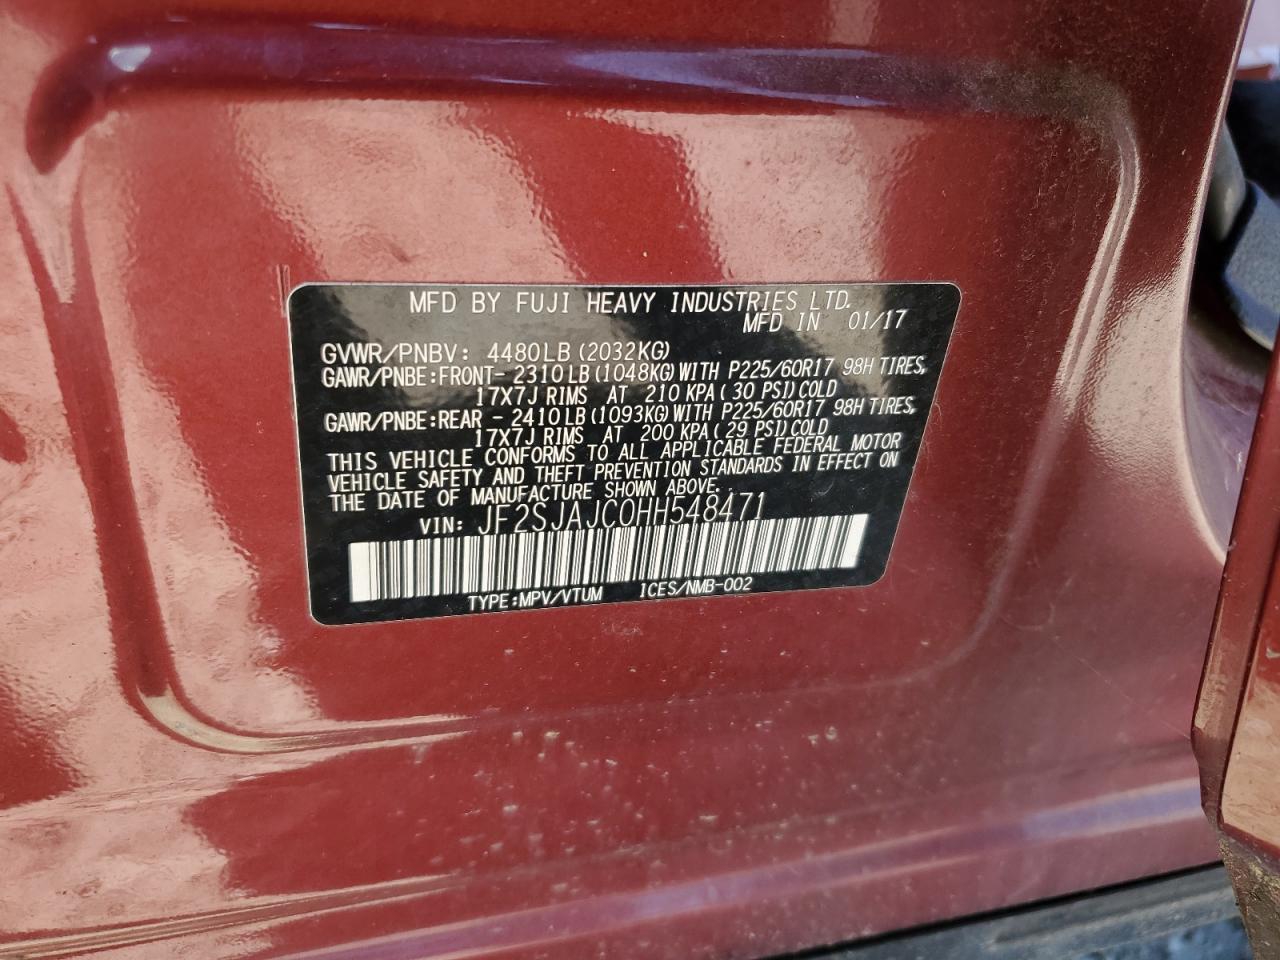 MFD BY FUJI HEAVY INDUSTRIES LTD.
MFD IN 01/17
GVWR/PNBV: 4480LB (2032KG)
GAWR/PNBE:FRONT- 2310LB (1048KG) WITH P225/60R17 98H TIRES,
17X7J RIMS AT 210 KPA ( 30 PSI) COLD
GAWR/PNBE:REAR - 2410LB (1093KG) WITH P225/60R17 98H TIRES,
17X7J RIMS AT 200 KPA ( 29 PSI) COLD
THIS VEHICLE CONFORMS TO ALL APPLICABLE FEDERAL MOTOR
VEHICLE SAFETY AND THEFT PREVENTION STANDARDS IN EFFECT ON
THE DATE OF MANUFACTURE SHOWN ABOVE.
VIN: JF2SJAJC0HH548471
TYPE:MPV/VTUM ICES/NMB-002